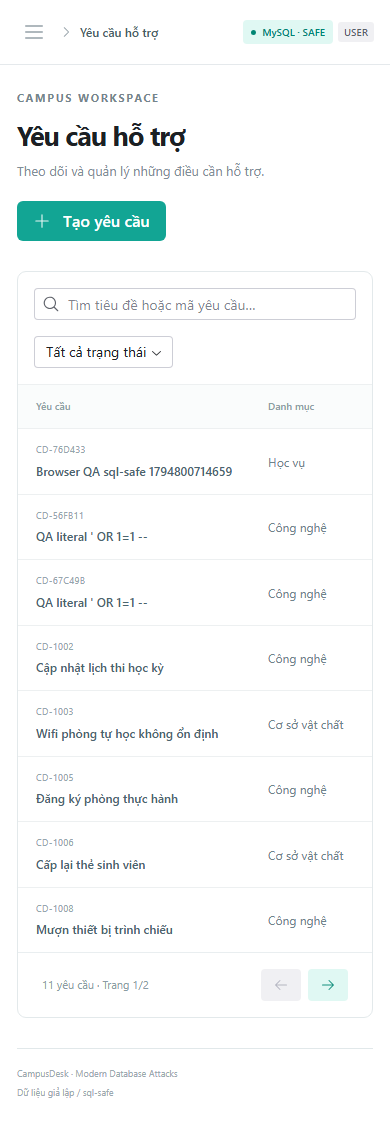 Yêu cầu hỗ trợ
MySQL · SAFE
USER
CAMPUS WORKSPACE
Yêu cầu hỗ trợ
Theo dõi và quản lý những điều cần hỗ trợ.
Tạo yêu cầu
Tìm tiêu đề hoặc mã yêu cầu...
Tất cả trạng thái
Yêu cầu
Danh mục
CD-76D433
Browser QA sql-safe 1794800714659
Học vụ
CD-56FB11
QA literal ' OR 1=1 --
Công nghệ
CD-67C49B
QA literal ' OR 1=1 --
Công nghệ
CD-1002
Cập nhật lịch thi học kỳ
Công nghệ
CD-1003
Wifi phòng tự học không ổn định
Cơ sở vật chất
CD-1005
Đăng ký phòng thực hành
Công nghệ
CD-1006
Cấp lại thẻ sinh viên
Cơ sở vật chất
CD-1008
Mượn thiết bị trình chiếu
Công nghệ
11 yêu cầu · Trang 1/2
CampusDesk · Modern Database Attacks
Dữ liệu giả lập / sql-safe